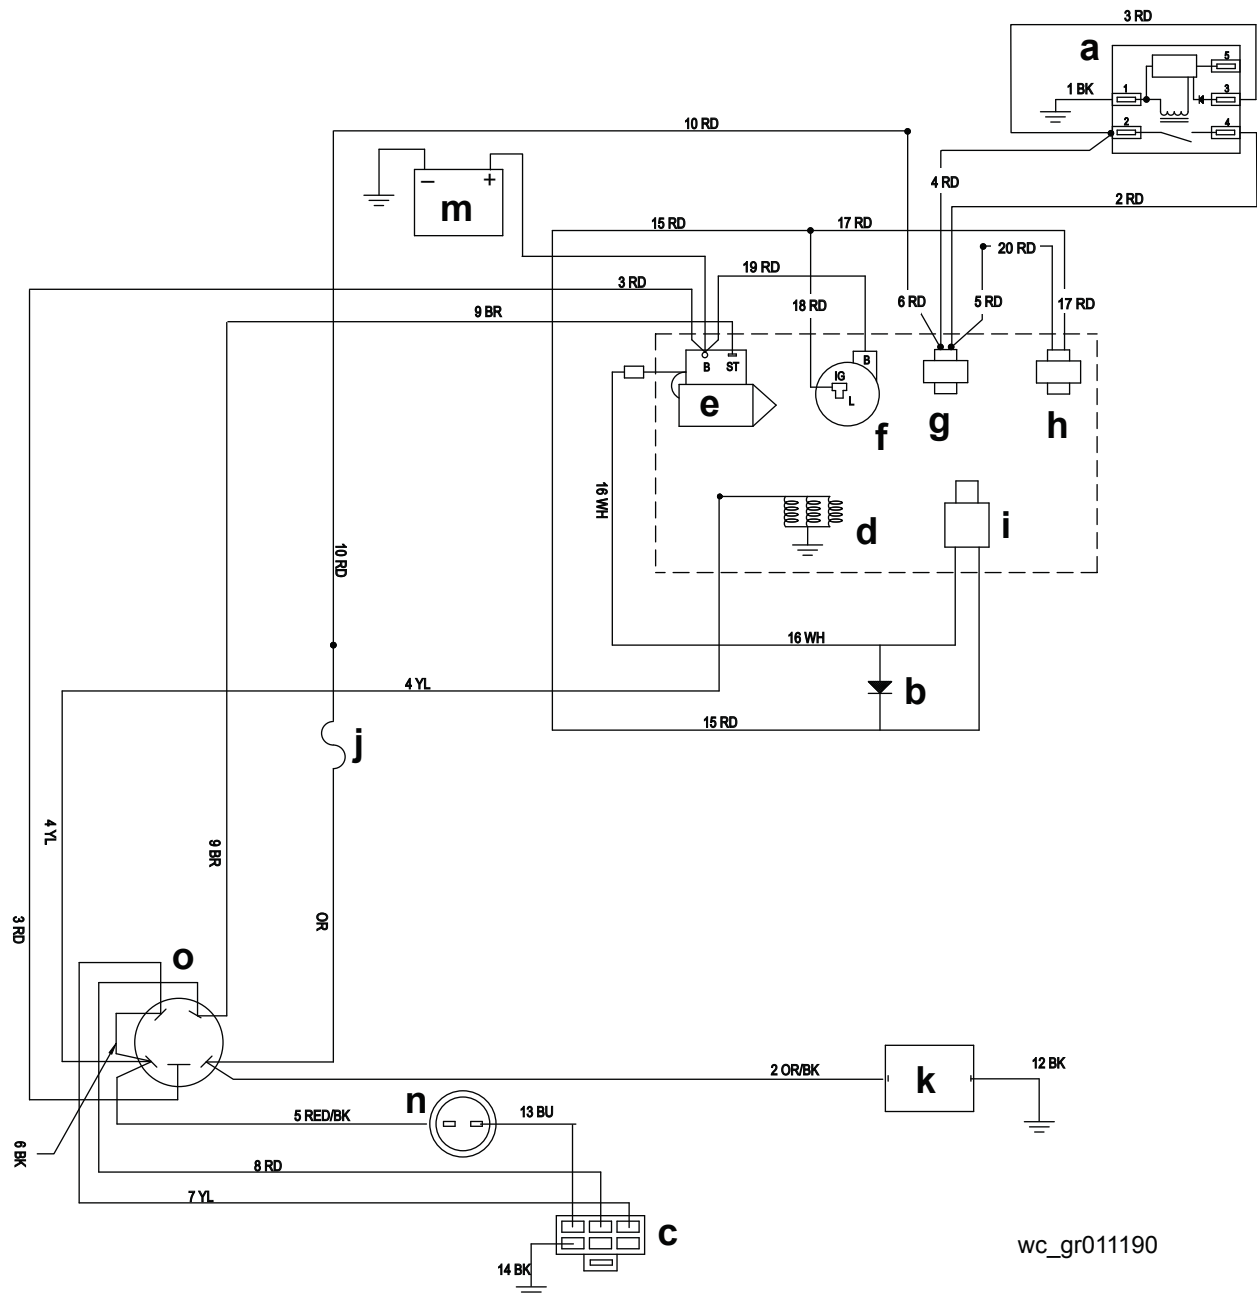 3 RD
a
5
1 BK
1
3
2
4
10 RD
4 RD
2 RD
–
+
m
15 RD
17 RD
20 RD
19 RD
3 RD
18 RD
6 RD
5 RD
17 RD
9 BR
B
ST
B
IG
L
e
f
g
h
16 WH
d
i
10 RD
16 WH
4 YL
b
15 RD
j
4 YL
9 BR
3 RD
OR
o
2 OR/BK
k
12 BK
n
5 RED/BK
13 BU
6 BK
8 RD
7 YL
c
14 BK
wc_gr011190